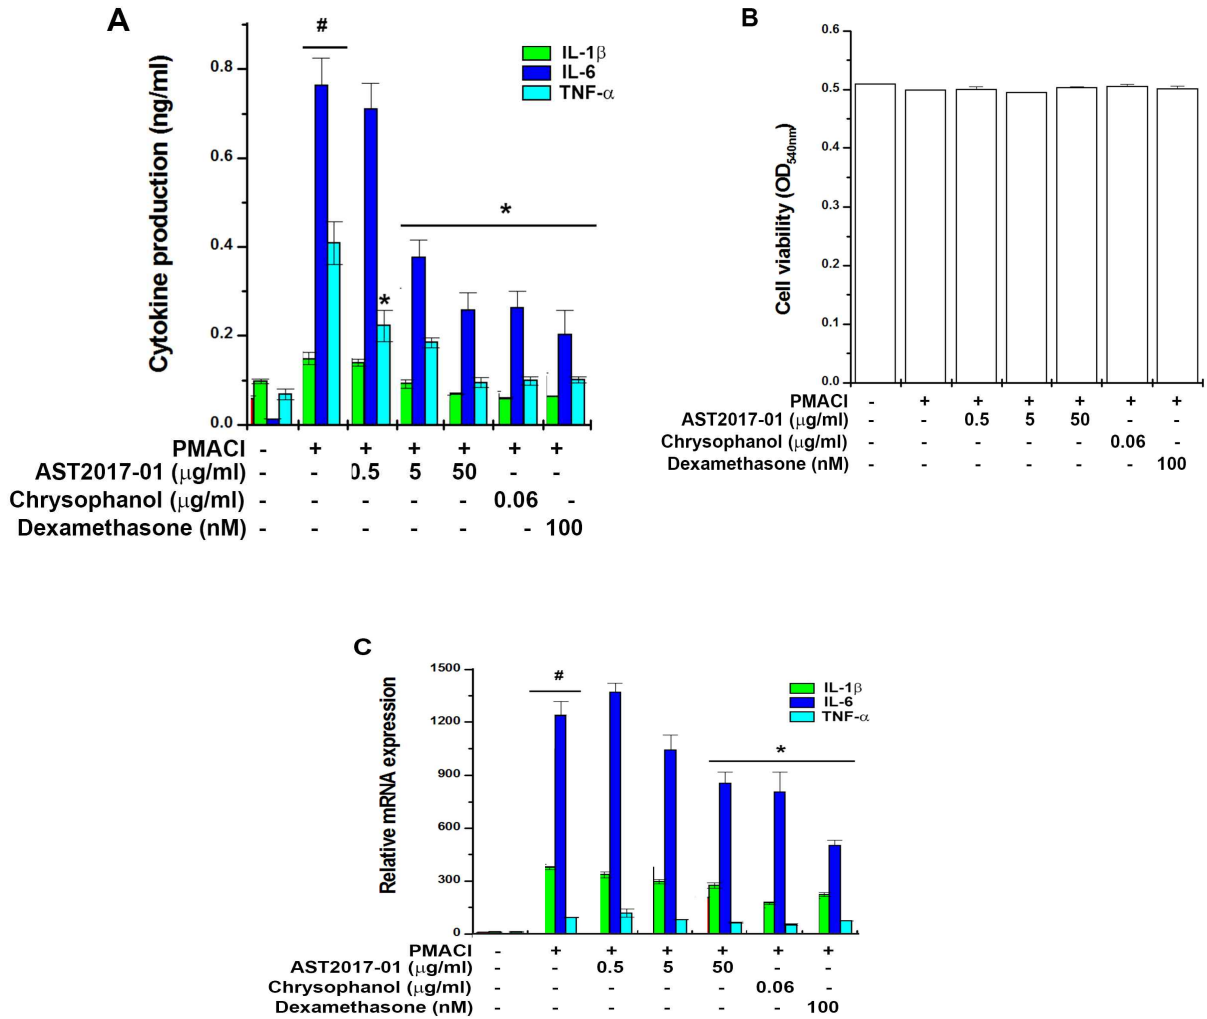 A
#
IL-1β
IL-6
TNF-α
0.8
0.6
0.4
0.2
0.0
Cytokine production (ng/ml)
*
*
PMACI - + + + + + +
AST2017-01 (μg/ml) - - 0.5 5 50 - -
Chrysophanol (μg/ml) - - - - - 0.06 -
Dexamethasone (nM) - - - - - - 100
B
0.6
0.5
0.4
0.3
0.2
0.1
0.0
Cell viability (OD540nm)
PMACI - + + + + + +
AST2017-01 (μg/ml) - - 0.5 5 50 - -
Chrysophanol (μg/ml) - - - - - 0.06 -
Dexamethasone (nM) - - - - - - 100
C
1500
1200
900
600
300
0
Relative mRNA expression
#
IL-1β
IL-6
TNF-α
*
PMACI - + + + + + +
AST2017-01 (μg/ml) - - 0.5 5 50 - -
Chrysophanol (μg/ml) - - - - - 0.06 -
Dexamethasone (nM) - - - - - - 100